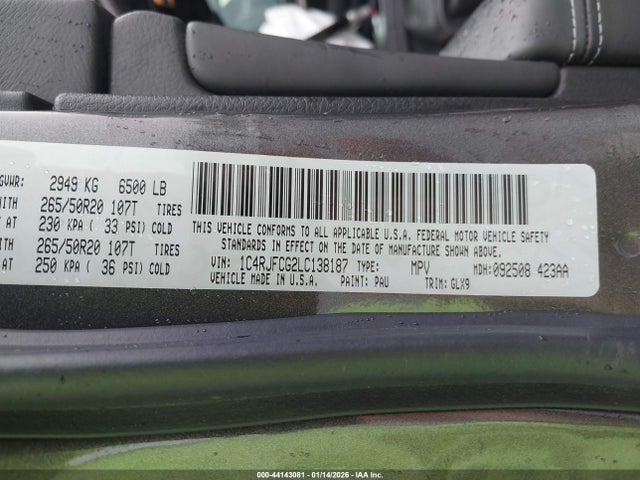 GVWR: 2949 KG 6500 LB
WITH 265/50R20 107T TIRES
AT 230 KPA ( 33 PSI) COLD
WITH 265/50R20 107T TIRES
AT 250 KPA ( 36 PSI) COLD
THIS VEHICLE CONFORMS TO ALL APPLICABLE U.S.A. FEDERAL MOTOR VEHICLE SAFETY
STANDARDS IN EFFECT ON THE DATE OF MANUFACTURE SHOWN ABOVE.
VIN: 1C4RJFCG2LC138187 TYPE: MPV MDH: 092508 423AA
VEHICLE MADE IN U.S.A. PAINT: PAU TRIM: GLX9
000-44143081 | 01/14/2026 | IAA Inc.